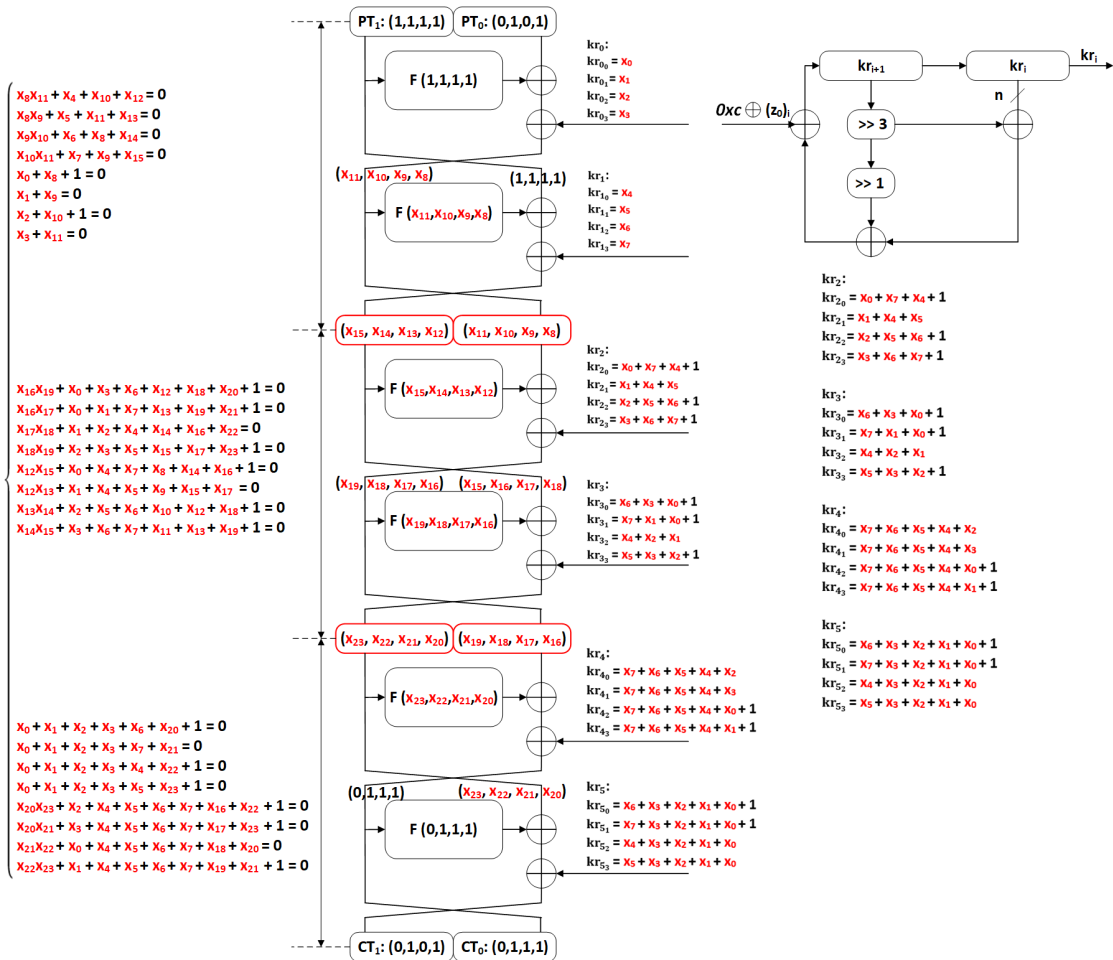 PT₁: (1,1,1,1)
PT₀: (0,1,0,1)
F (1,1,1,1)
kr₀:
kr₀₀ = x₀
kr₀₁ = x₁
kr₀₂ = x₂
kr₀₃ = x₃
x₈x₁₁ + x₄ + x₁₀ + x₁₂ = 0
x₈x₉ + x₅ + x₁₁ + x₁₃ = 0
x₉x₁₀ + x₆ + x₈ + x₁₄ = 0
x₁₀x₁₁ + x₇ + x₉ + x₁₅ = 0
x₀ + x₈ + 1 = 0
x₁ + x₉ = 0
x₂ + x₁₀ + 1 = 0
x₃ + x₁₁ = 0
(x₁₁, x₁₀, x₉, x₈)
(1,1,1,1)
F (x₁₁,x₁₀,x₉,x₈)
kr₁:
kr₁₀ = x₄
kr₁₁ = x₅
kr₁₂ = x₆
kr₁₃ = x₇
(x₁₅, x₁₄, x₁₃, x₁₂)
(x₁₁, x₁₀, x₉, x₈)
F (x₁₅,x₁₄,x₁₃,x₁₂)
kr₂:
kr₂₀ = x₀ + x₇ + x₄ + 1
kr₂₁ = x₁ + x₄ + x₅
kr₂₂ = x₂ + x₅ + x₆ + 1
kr₂₃ = x₃ + x₆ + x₇ + 1
x₁₆x₁₉ + x₀ + x₃ + x₆ + x₁₂ + x₁₈ + x₂₀ + 1 = 0
x₁₆x₁₇ + x₀ + x₁ + x₇ + x₁₃ + x₁₉ + x₂₁ + 1 = 0
x₁₇x₁₈ + x₁ + x₂ + x₄ + x₁₄ + x₁₆ + x₂₂ = 0
x₁₈x₁₉ + x₂ + x₃ + x₅ + x₁₅ + x₁₇ + x₂₃ + 1 = 0
x₁₂x₁₅ + x₀ + x₄ + x₇ + x₈ + x₁₄ + x₁₆ + 1 = 0
x₁₂x₁₃ + x₁ + x₄ + x₅ + x₉ + x₁₅ + x₁₇ = 0
x₁₃x₁₄ + x₂ + x₅ + x₆ + x₁₀ + x₁₂ + x₁₈ + 1 = 0
x₁₄x₁₅ + x₃ + x₆ + x₇ + x₁₁ + x₁₃ + x₁₉ + 1 = 0
(x₁₉, x₁₈, x₁₇, x₁₆)
(x₁₅, x₁₆, x₁₇, x₁₈)
F (x₁₉,x₁₈,x₁₇,x₁₆)
kr₃:
kr₃₀ = x₆ + x₃ + x₀ + 1
kr₃₁ = x₇ + x₁ + x₀ + 1
kr₃₂ = x₄ + x₂ + x₁
kr₃₃ = x₅ + x₃ + x₂ + 1
(x₂₃, x₂₂, x₂₁, x₂₀)
(x₁₉, x₁₈, x₁₇, x₁₆)
F (x₂₃,x₂₂,x₂₁,x₂₀)
kr₄:
kr₄₀ = x₇ + x₆ + x₅ + x₄ + x₂
kr₄₁ = x₇ + x₆ + x₅ + x₄ + x₃
kr₄₂ = x₇ + x₆ + x₅ + x₄ + x₀ + 1
kr₄₃ = x₇ + x₆ + x₅ + x₄ + x₁ + 1
x₀ + x₁ + x₂ + x₃ + x₆ + x₂₀ + 1 = 0
x₀ + x₁ + x₂ + x₃ + x₇ + x₂₁ = 0
x₀ + x₁ + x₂ + x₃ + x₄ + x₂₂ + 1 = 0
x₀ + x₁ + x₂ + x₃ + x₅ + x₂₃ + 1 = 0
x₂₀x₂₃ + x₂ + x₄ + x₅ + x₆ + x₇ + x₁₆ + x₂₂ + 1 = 0
x₂₀x₂₁ + x₃ + x₄ + x₅ + x₆ + x₇ + x₁₇ + x₂₃ + 1 = 0
x₂₁x₂₂ + x₀ + x₄ + x₅ + x₆ + x₇ + x₁₈ + x₂₀ = 0
x₂₂x₂₃ + x₁ + x₄ + x₅ + x₆ + x₇ + x₁₉ + x₂₁ + 1 = 0
(0,1,1,1)
(x₂₃, x₂₂, x₂₁, x₂₀)
F (0,1,1,1)
kr₅:
kr₅₀ = x₆ + x₃ + x₂ + x₁ + x₀ + 1
kr₅₁ = x₇ + x₃ + x₂ + x₁ + x₀ + 1
kr₅₂ = x₄ + x₃ + x₂ + x₁ + x₀
kr₅₃ = x₅ + x₃ + x₂ + x₁ + x₀
CT₁: (0,1,0,1)
CT₀: (0,1,1,1)
krᵢ₊₁
krᵢ
krᵢ
n
0xc ⊕ (z₀)ᵢ
>> 3
>> 1
kr₂:
kr₂₀ = x₀ + x₇ + x₄ + 1
kr₂₁ = x₁ + x₄ + x₅
kr₂₂ = x₂ + x₅ + x₆ + 1
kr₂₃ = x₃ + x₆ + x₇ + 1
kr₃:
kr₃₀ = x₆ + x₃ + x₀ + 1
kr₃₁ = x₇ + x₁ + x₀ + 1
kr₃₂ = x₄ + x₂ + x₁
kr₃₃ = x₅ + x₃ + x₂ + 1
kr₄:
kr₄₀ = x₇ + x₆ + x₅ + x₄ + x₂
kr₄₁ = x₇ + x₆ + x₅ + x₄ + x₃
kr₄₂ = x₇ + x₆ + x₅ + x₄ + x₀ + 1
kr₄₃ = x₇ + x₆ + x₅ + x₄ + x₁ + 1
kr₅:
kr₅₀ = x₆ + x₃ + x₂ + x₁ + x₀ + 1
kr₅₁ = x₇ + x₃ + x₂ + x₁ + x₀ + 1
kr₅₂ = x₄ + x₃ + x₂ + x₁ + x₀
kr₅₃ = x₅ + x₃ + x₂ + x₁ + x₀